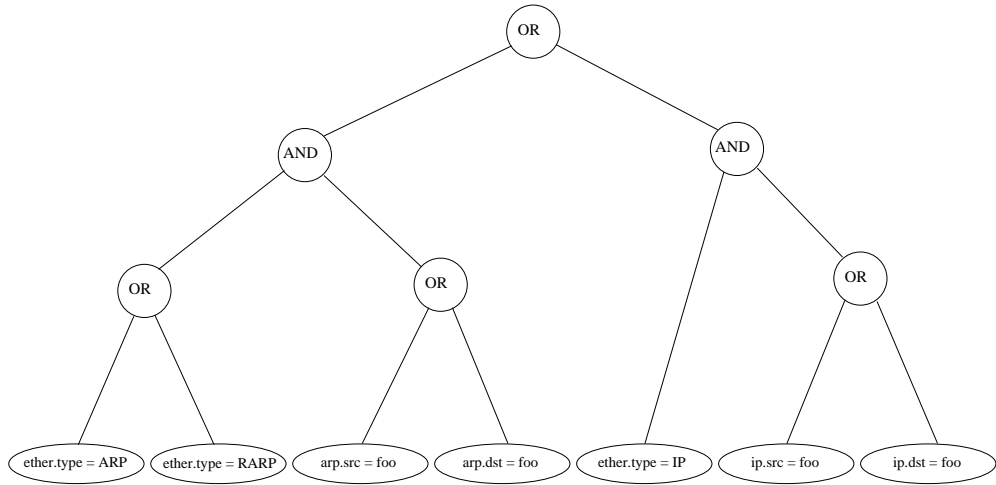 OR
AND
AND
OR
OR
OR
ether.type = ARP
ether.type = RARP
arp.src = foo
arp.dst = foo
ether.type = IP
ip.src = foo
ip.dst = foo